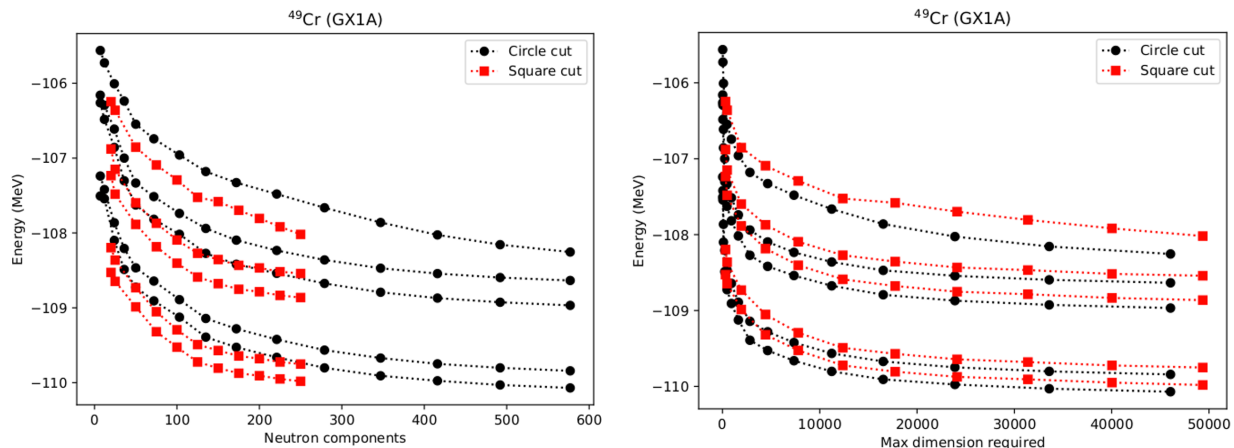 ⁴⁹Cr (GX1A)
Circle cut
Square cut
−106
−107
−108
−109
−110
Energy (MeV)
0 100 200 300 400 500 600
Neutron components
⁴⁹Cr (GX1A)
Circle cut
Square cut
−106
−107
−108
−109
−110
Energy (MeV)
0 10000 20000 30000 40000 50000
Max dimension required